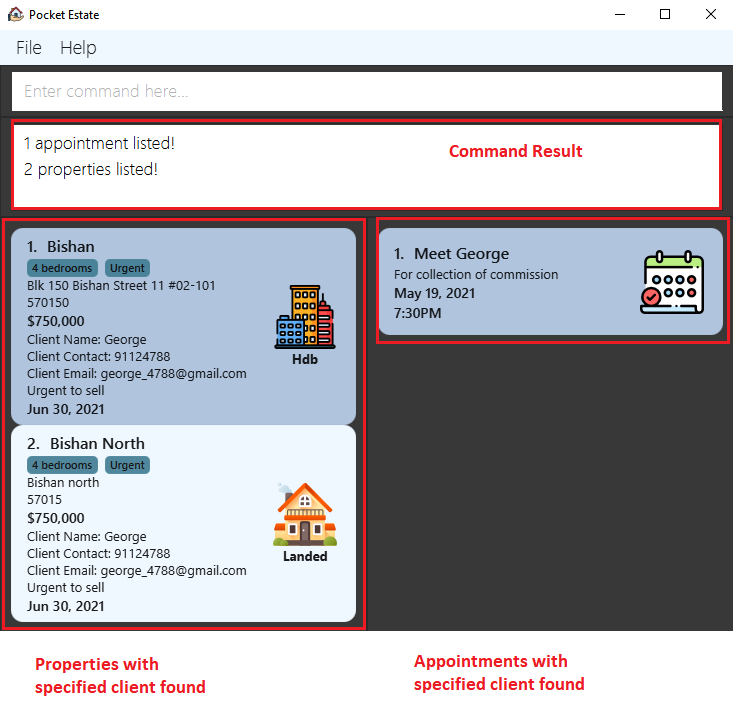 Pocket Estate
File Help
Enter command here...
1 appointment listed!
2 properties listed!
Command Result
1. Bishan
4 bedrooms Urgent
Blk 150 Bishan Street 11 #02-101
570150
$750,000
Client Name: George
Client Contact: 91124788
Client Email: george_4788@gmail.com
Urgent to sell
Jun 30, 2021
Hdb
2. Bishan North
4 bedrooms Urgent
Bishan north
57015
$750,000
Client Name: George
Client Contact: 91124788
Client Email: george_4788@gmail.com
Urgent to sell
Jun 30, 2021
Landed
1. Meet George
For collection of commission
May 19, 2021
7:30PM
Properties with
specified client found
Appointments with
specified client found